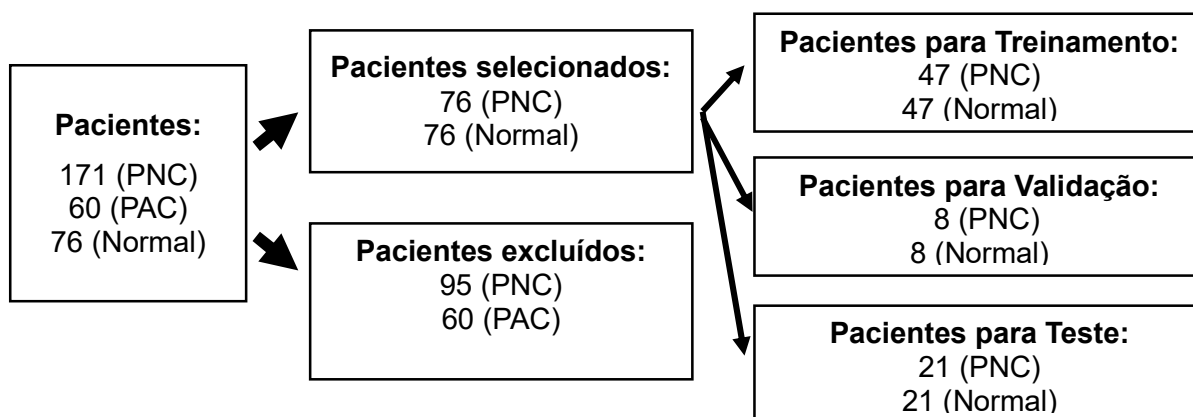 Pacientes:
171 (PNC)
60 (PAC)
76 (Normal)
Pacientes selecionados:
76 (PNC)
76 (Normal)
Pacientes excluídos:
95 (PNC)
60 (PAC)
Pacientes para Treinamento:
47 (PNC)
47 (Normal)
Pacientes para Validação:
8 (PNC)
8 (Normal)
Pacientes para Teste:
21 (PNC)
21 (Normal)